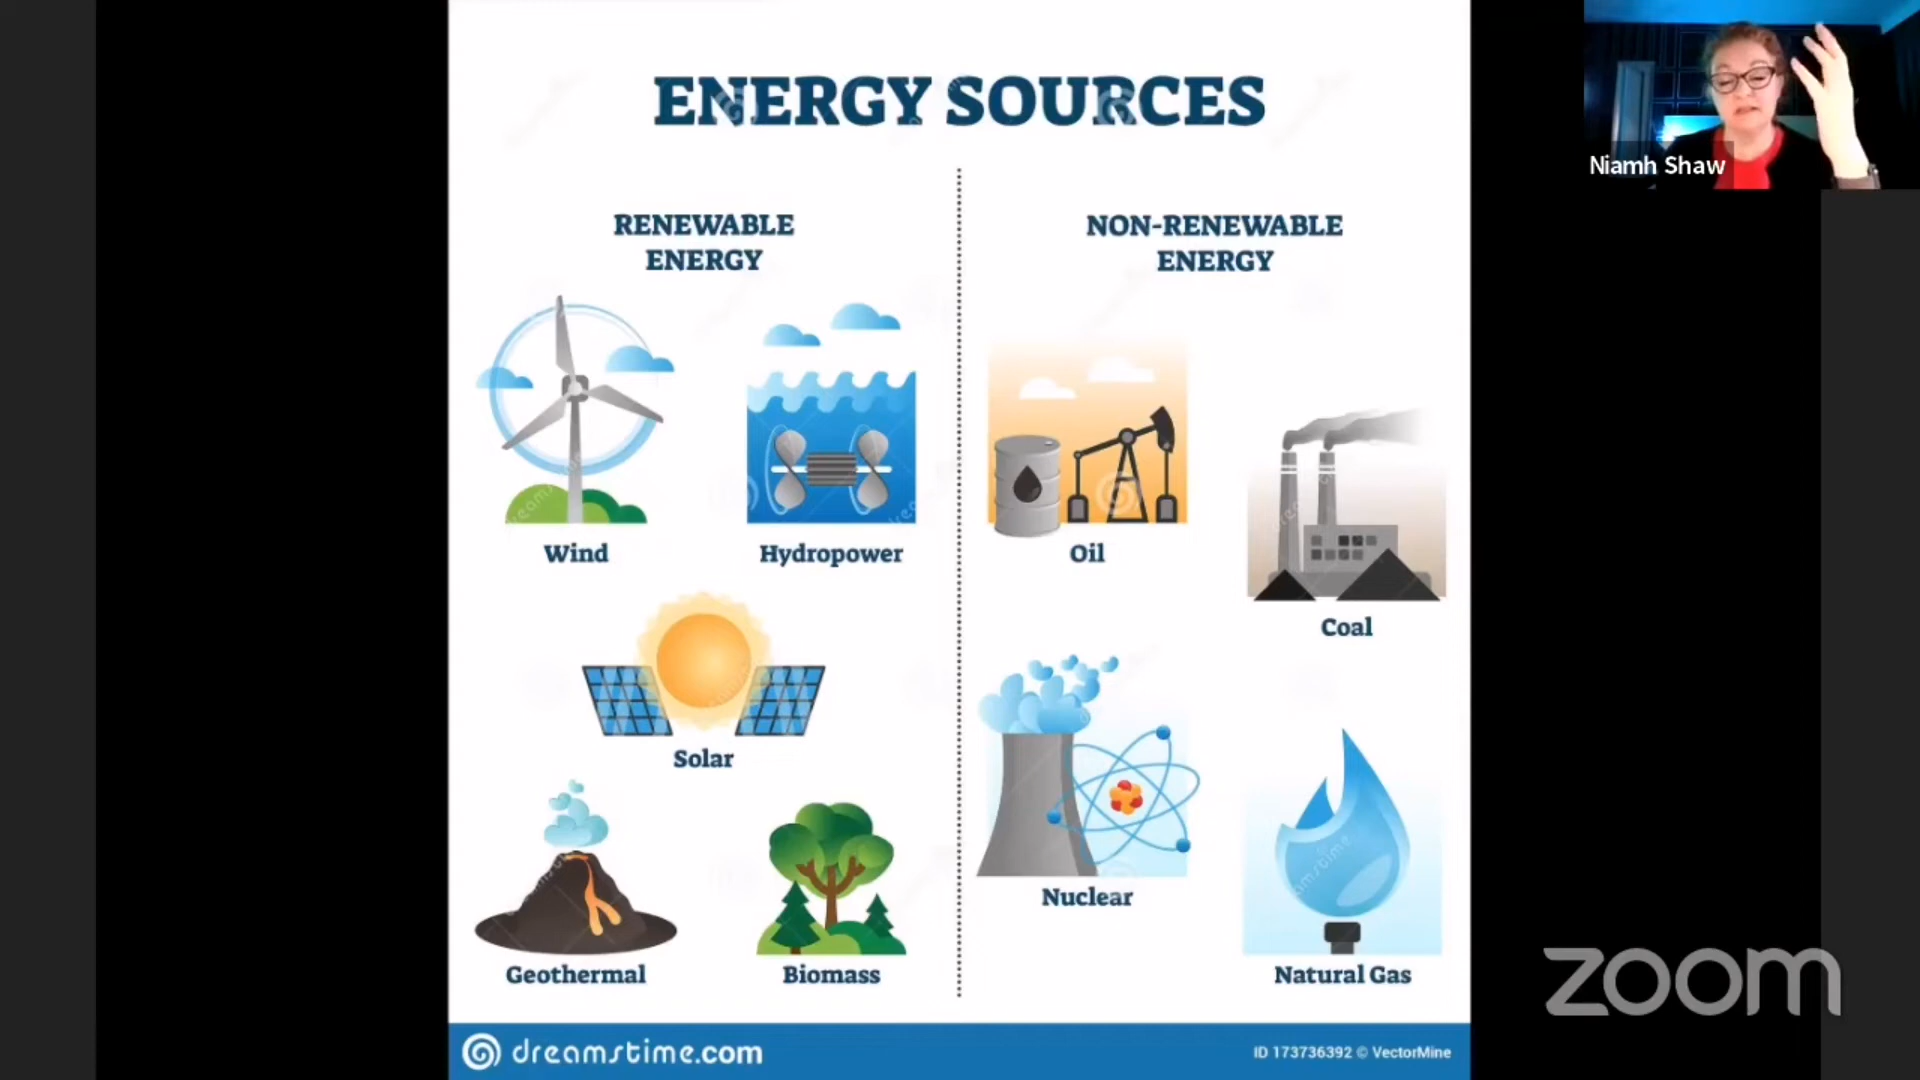 ENERGY SOURCES
RENEWABLE
ENERGY
NON-RENEWABLE
ENERGY
Wind
Hydropower
Oil
Coal
Solar
Nuclear
Geothermal
Biomass
Natural Gas
dreamstime.com
ID 173736392 © VectorMine
Niamh Shaw
zoom